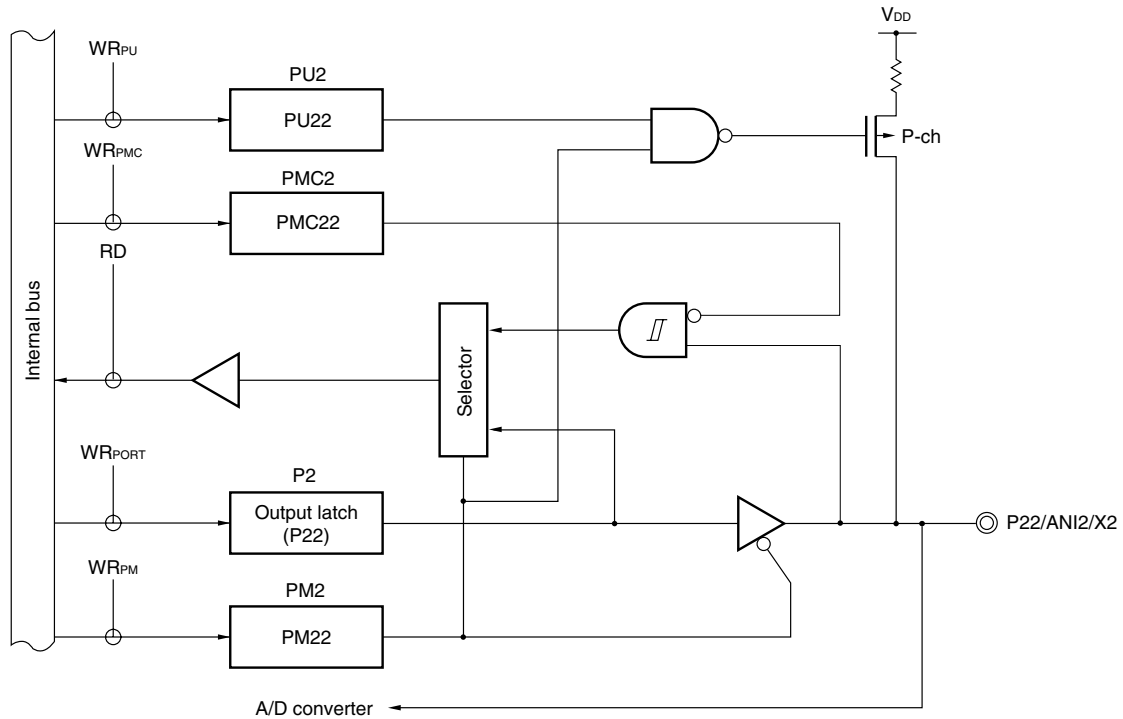 VDD
WRPU
PU2
PU22
P-ch
WRPMC
PMC2
PMC22
RD
Internal bus
Selector
WRPORT
P2
Output latch
(P22)
P22/ANI2/X2
WRPM
PM2
PM22
A/D converter